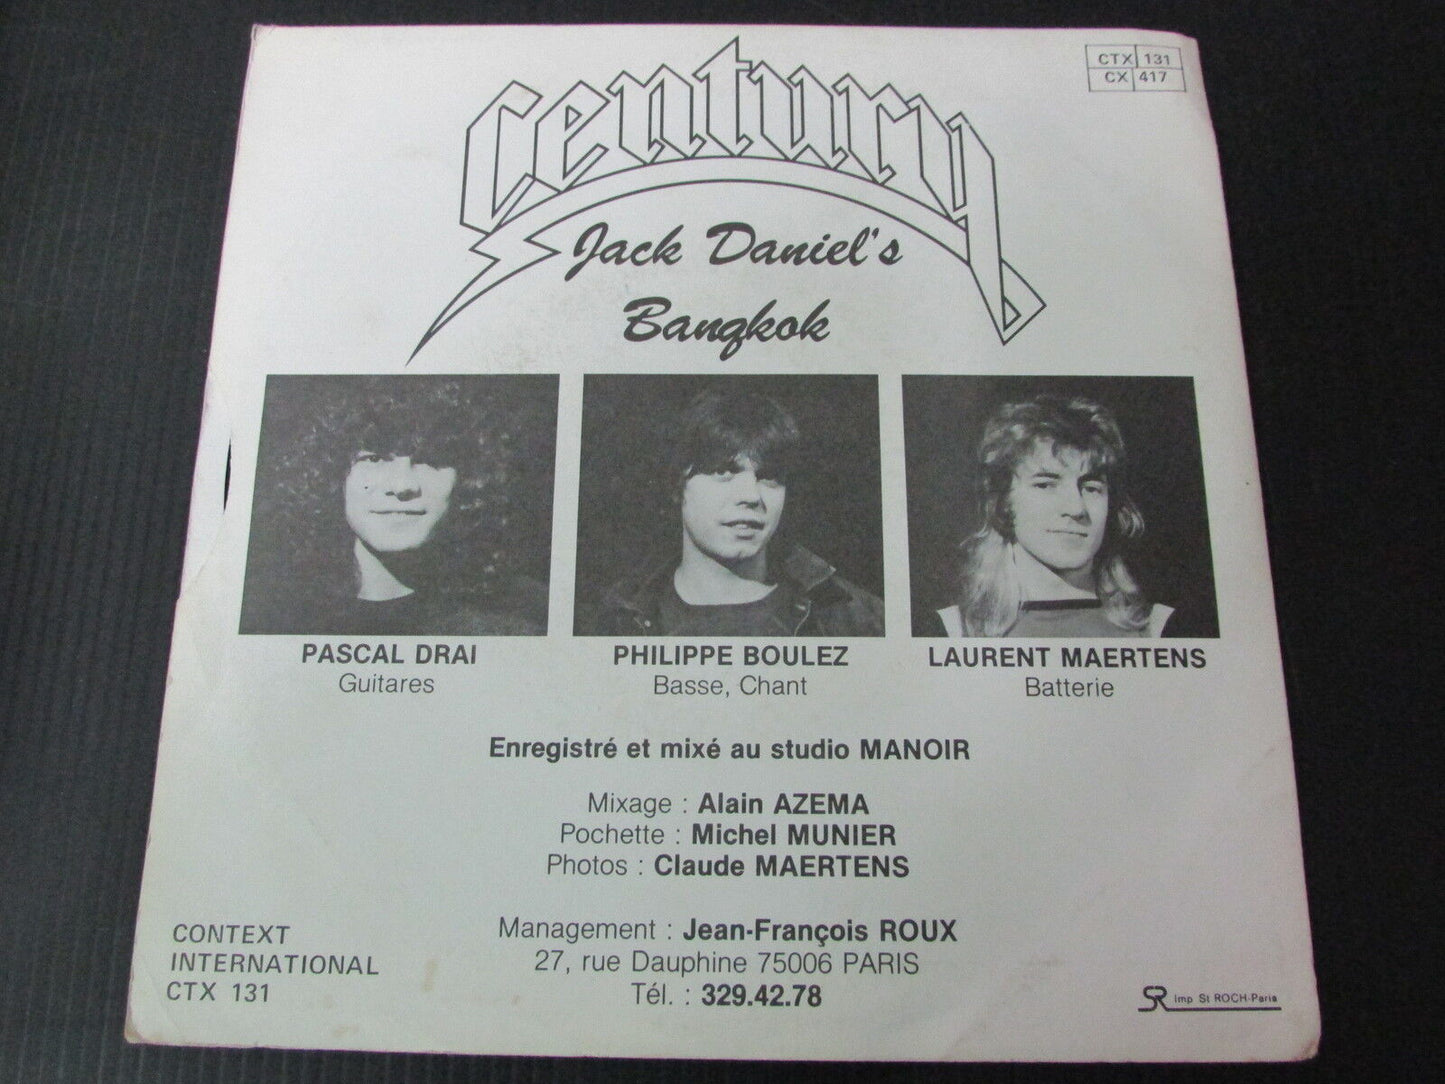 Century
CTX 131
CX 417
Jack Daniel's
Bangkok
PASCAL DRAI
Guitares
PHILIPPE BOULEZ
Basse, Chant
LAURENT MAERTENS
Batterie
Enregistré et mixé au studio MANOIR
Mixage : Alain AZEMA
Pochette : Michel MUNIER
Photos : Claude MAERTENS
Management : Jean-François ROUX
27, rue Dauphine 75006 PARIS
Tél. : 329.42.78
CONTEXT
INTERNATIONAL
CTX 131
SR Imp St ROCH-Paris